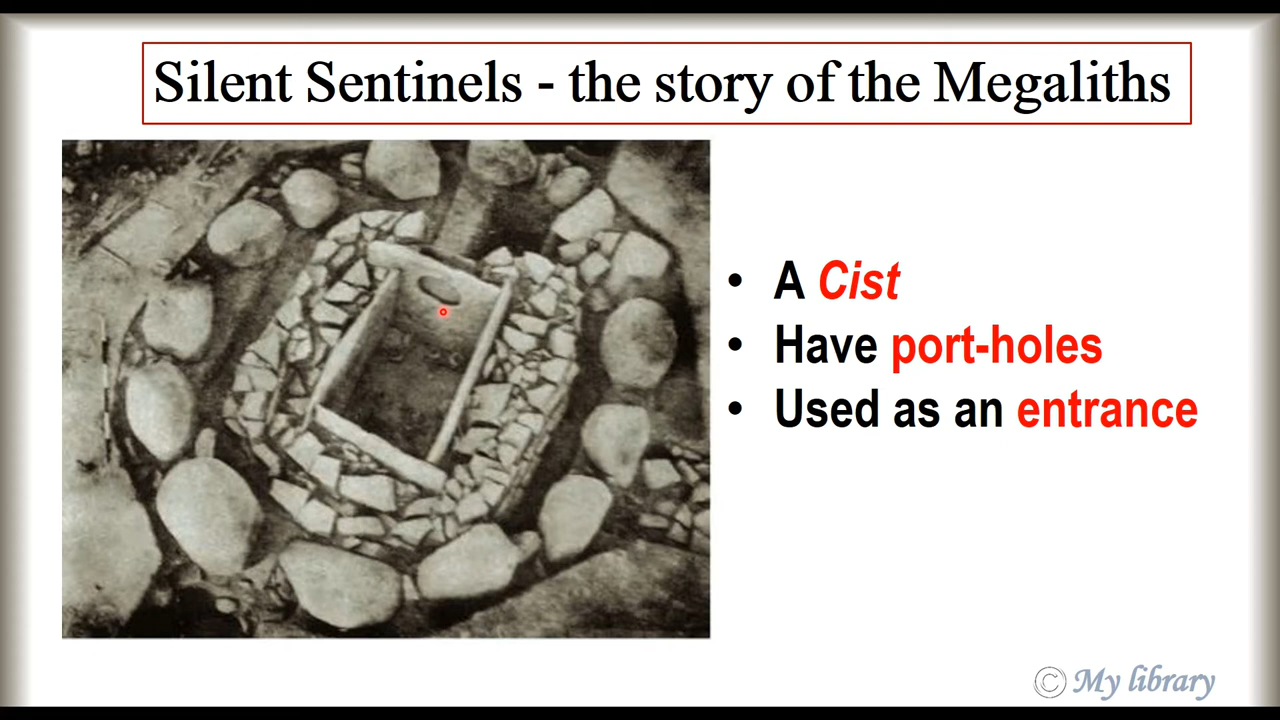 Silent Sentinels - the story of the Megaliths
• A Cist
• Have port-holes
• Used as an entrance
© My library